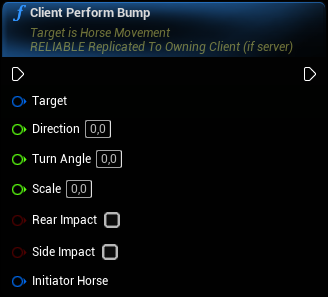 f Client Perform Bump
Target is Horse Movement
RELIABLE Replicated To Owning Client (if server)
Target
Direction 0,0
Turn Angle 0,0
Scale 0,0
Rear Impact
Side Impact
Initiator Horse